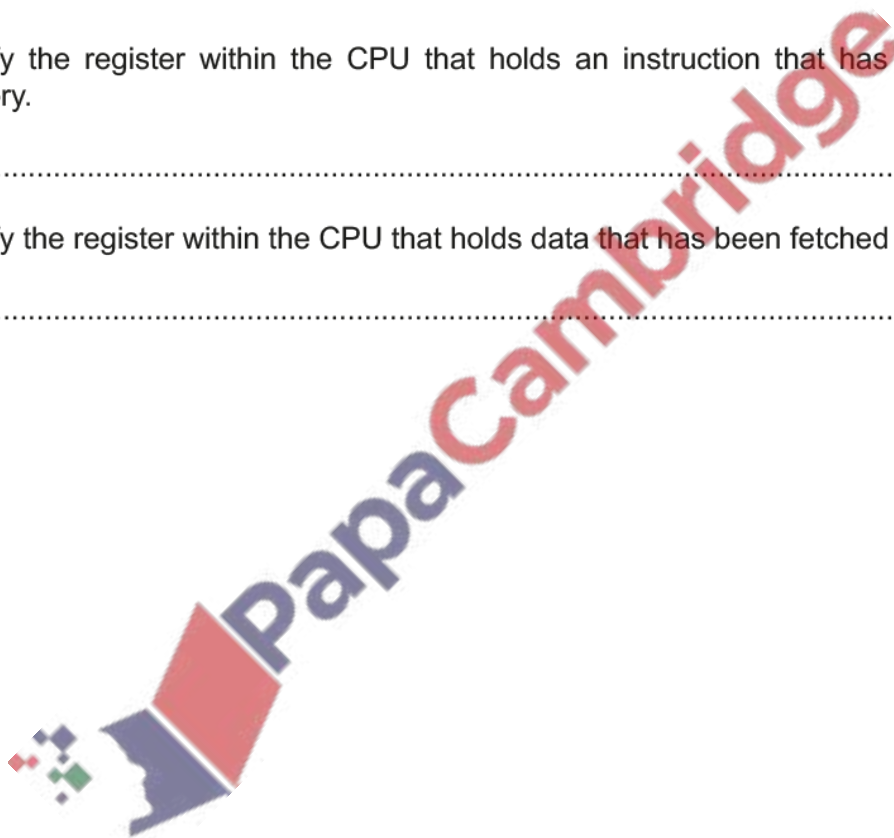 y the register within the CPU that holds an instruction that has
ry.
................................................................................
y the register within the CPU that holds data that has been fetched
................................................................................
PapaCambridge